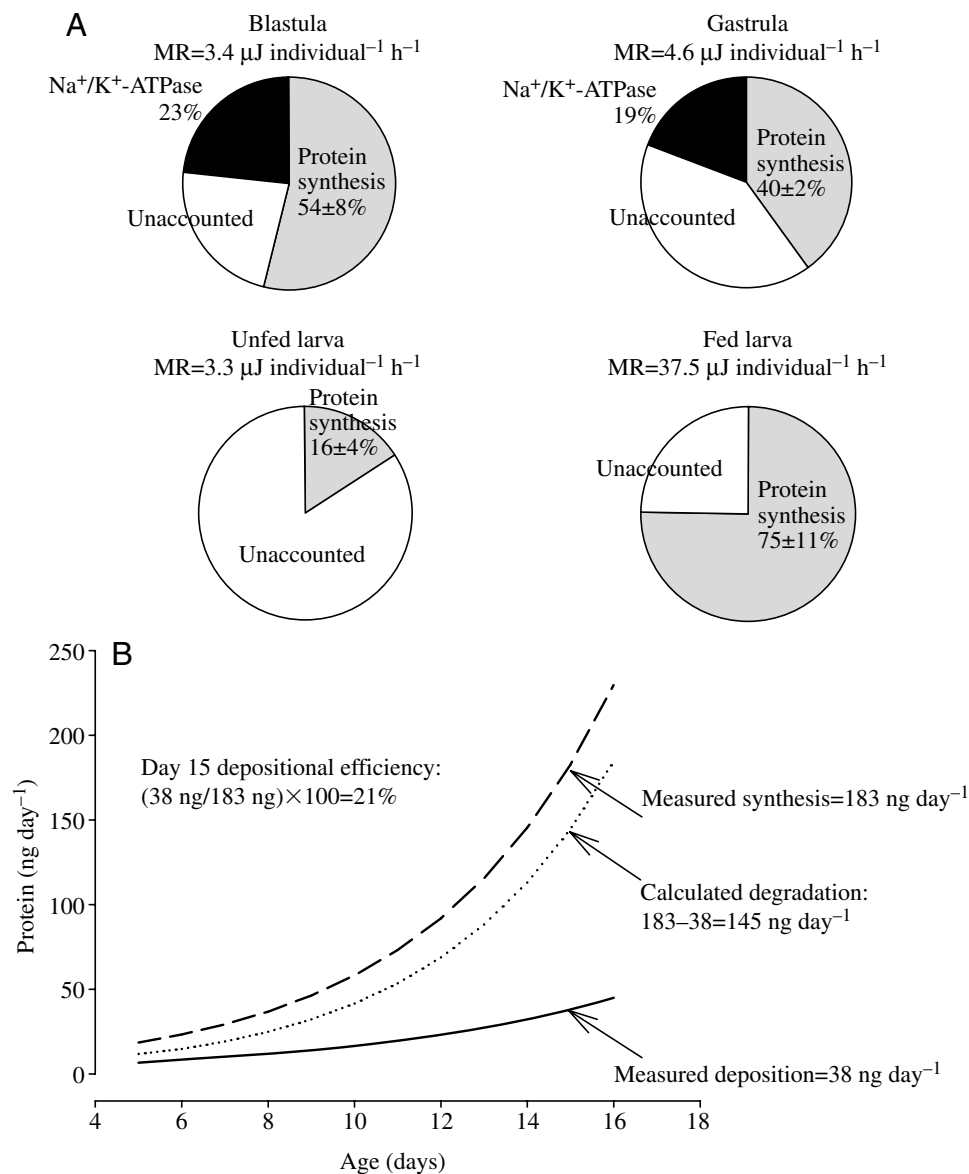 A
Blastula
MR=3.4 μJ individual⁻¹ h⁻¹
Na⁺/K⁺-ATPase
23%
Protein
synthesis
54±8%
Unaccounted
Gastrula
MR=4.6 μJ individual⁻¹ h⁻¹
Na⁺/K⁺-ATPase
19%
Protein
synthesis
40±2%
Unaccounted
Unfed larva
MR=3.3 μJ individual⁻¹ h⁻¹
Protein
synthesis
16±4%
Unaccounted
Fed larva
MR=37.5 μJ individual⁻¹ h⁻¹
Unaccounted
Protein
synthesis
75±11%
B
Protein (ng day⁻¹)
250
200
150
100
50
0
Day 15 depositional efficiency:
(38 ng/183 ng)×100=21%
Measured synthesis=183 ng day⁻¹
Calculated degradation:
183–38=145 ng day⁻¹
Measured deposition=38 ng day⁻¹
4 6 8 10 12 14 16 18
Age (days)